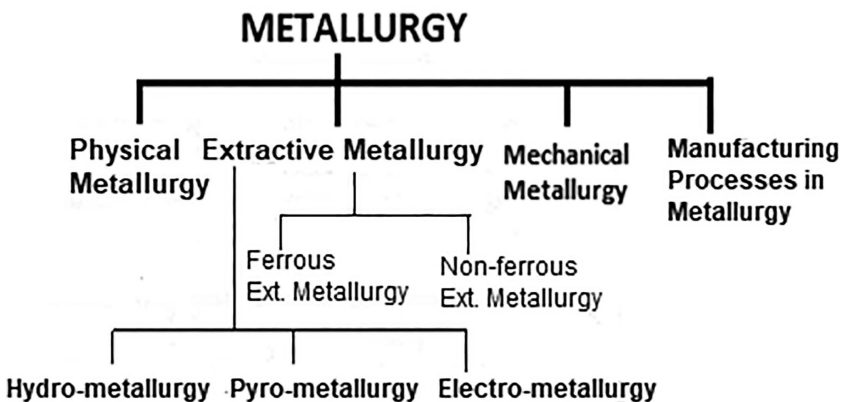 METALLURGY
Physical
Metallurgy
Extractive Metallurgy
Mechanical
Metallurgy
Manufacturing
Processes in
Metallurgy
Ferrous
Ext. Metallurgy
Non-ferrous
Ext. Metallurgy
Hydro-metallurgy
Pyro-metallurgy
Electro-metallurgy